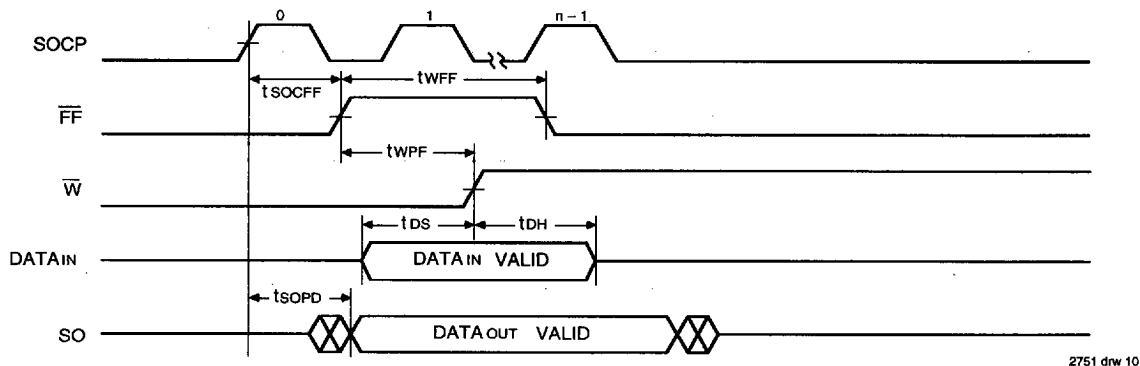 0 1 n-1
SOCP
tSOCFF tWFF
FF
tWPF
W
tDS tDH
DATAIN DATAIN VALID
tSOPD
SO DATAOUT VALID
2751 drw 10